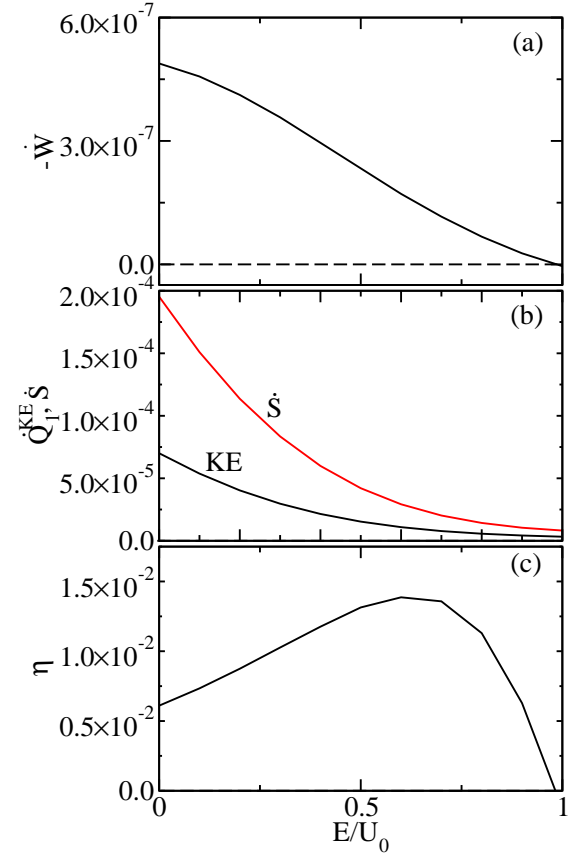 6.0×10⁻⁷
(a)
-Ẇ
3.0×10⁻⁷
0.0
2.0×10⁻⁴
(b)
1.5×10⁻⁴
Q̇₁ᴷᴱ, Ṡ
1.0×10⁻⁴
Ṡ
KE
5.0×10⁻⁵
0.0
(c)
1.5×10⁻²
1.0×10⁻²
η
0.5×10⁻²
0.0
0 0.5 1
E/U₀